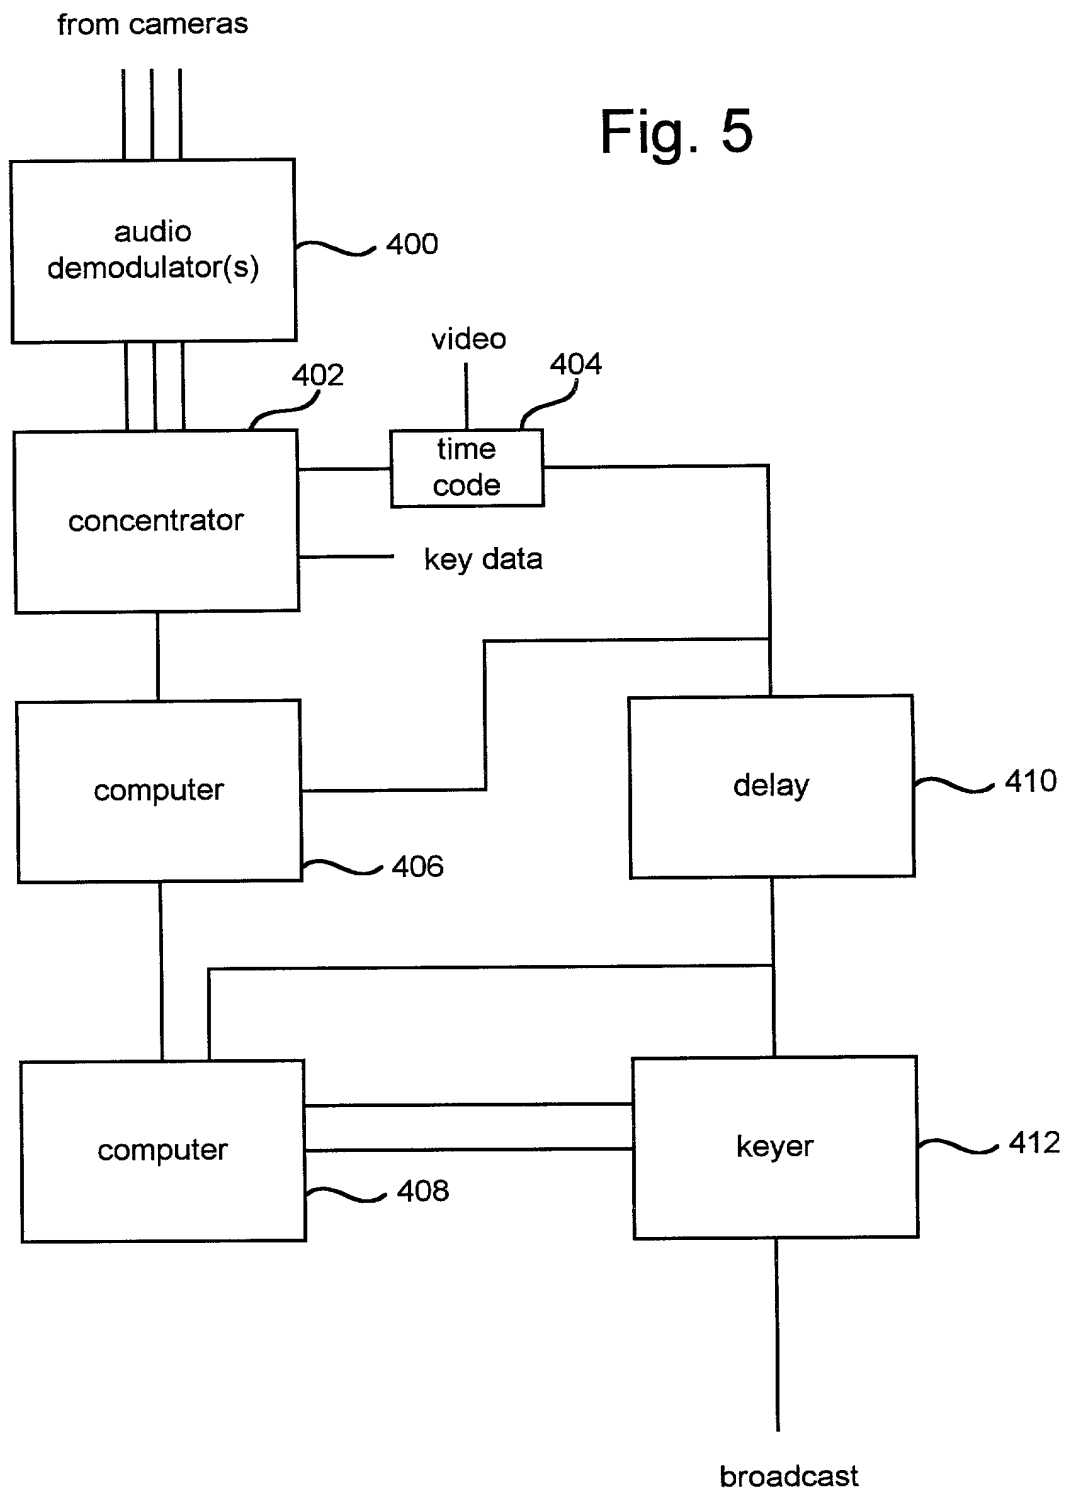 from cameras
Fig. 5
audio
demodulator(s)
400
video
402
404
time
code
concentrator
key data
computer
406
delay
410
computer
408
keyer
412
broadcast